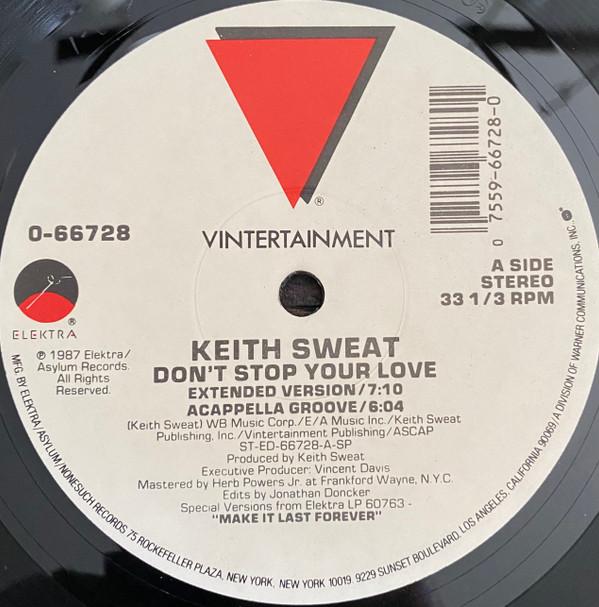 ®
VINTERTAINMENT
O-66728
0 7559-66728-0
A SIDE
STEREO
33 1/3 RPM
®
ELEKTRA
℗ 1987 Elektra/
Asylum Records.
All Rights
Reserved.
KEITH SWEAT
DON'T STOP YOUR LOVE
EXTENDED VERSION/7:10
ACAPPELLA GROOVE/6:04
(Keith Sweat) WB Music Corp./E/A Music Inc./Keith Sweat
Publishing, Inc./Vintertainment Publishing/ASCAP
ST-ED-66728-A-SP
Produced by Keith Sweat
Executive Producer: Vincent Davis
Mastered by Herb Powers Jr. at Frankford Wayne, N.Y.C.
Edits by Jonathan Doncker
Special Versions from Elektra LP 60763 -
"MAKE IT LAST FOREVER"
MFG. BY ELEKTRA/ASYLUM/NONESUCH RECORDS 75 ROCKEFELLER PLAZA, NEW YORK, NEW YORK 10019. 9229 SUNSET BOULEVARD, LOS ANGELES, CALIFORNIA 90069/A DIVISION OF WARNER COMMUNICATIONS, INC.,